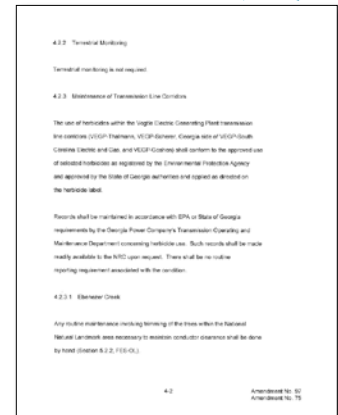 4.2.2 Terrestrial Monitoring
Terrestrial monitoring is not required.
4.2.3 Maintenance of Transmission Line Corridors
The use of herbicides within the Vogtle Electric Generating Plant transmission
line corridors (VEGP-Thalmann, VEGP-Scherer, Georgia side of VEGP-South
Carolina Electric and Gas, and VEGP-Goshen) shall conform to the approved use
of selected herbicides as registered by the Environmental Protection Agency
and approved by the State of Georgia authorities and applied as directed on
the herbicide label.
Records shall be maintained in accordance with EPA or State of Georgia
requirements by the Georgia Power Company's Transmission Operating and
Maintenance Department concerning herbicide use. Such records shall be made
readily available to the NRC upon request. There shall be no routine
reporting requirement associated with the condition.
4.2.3.1 Ebenezer Creek
Any routine maintenance involving trimming of the trees within the National
Natural Landmark area necessary to maintain conductor clearance shall be done
by hand (Section 5.2.2, FES-OL).
4-2
Amendment No. 97
Amendment No. 75